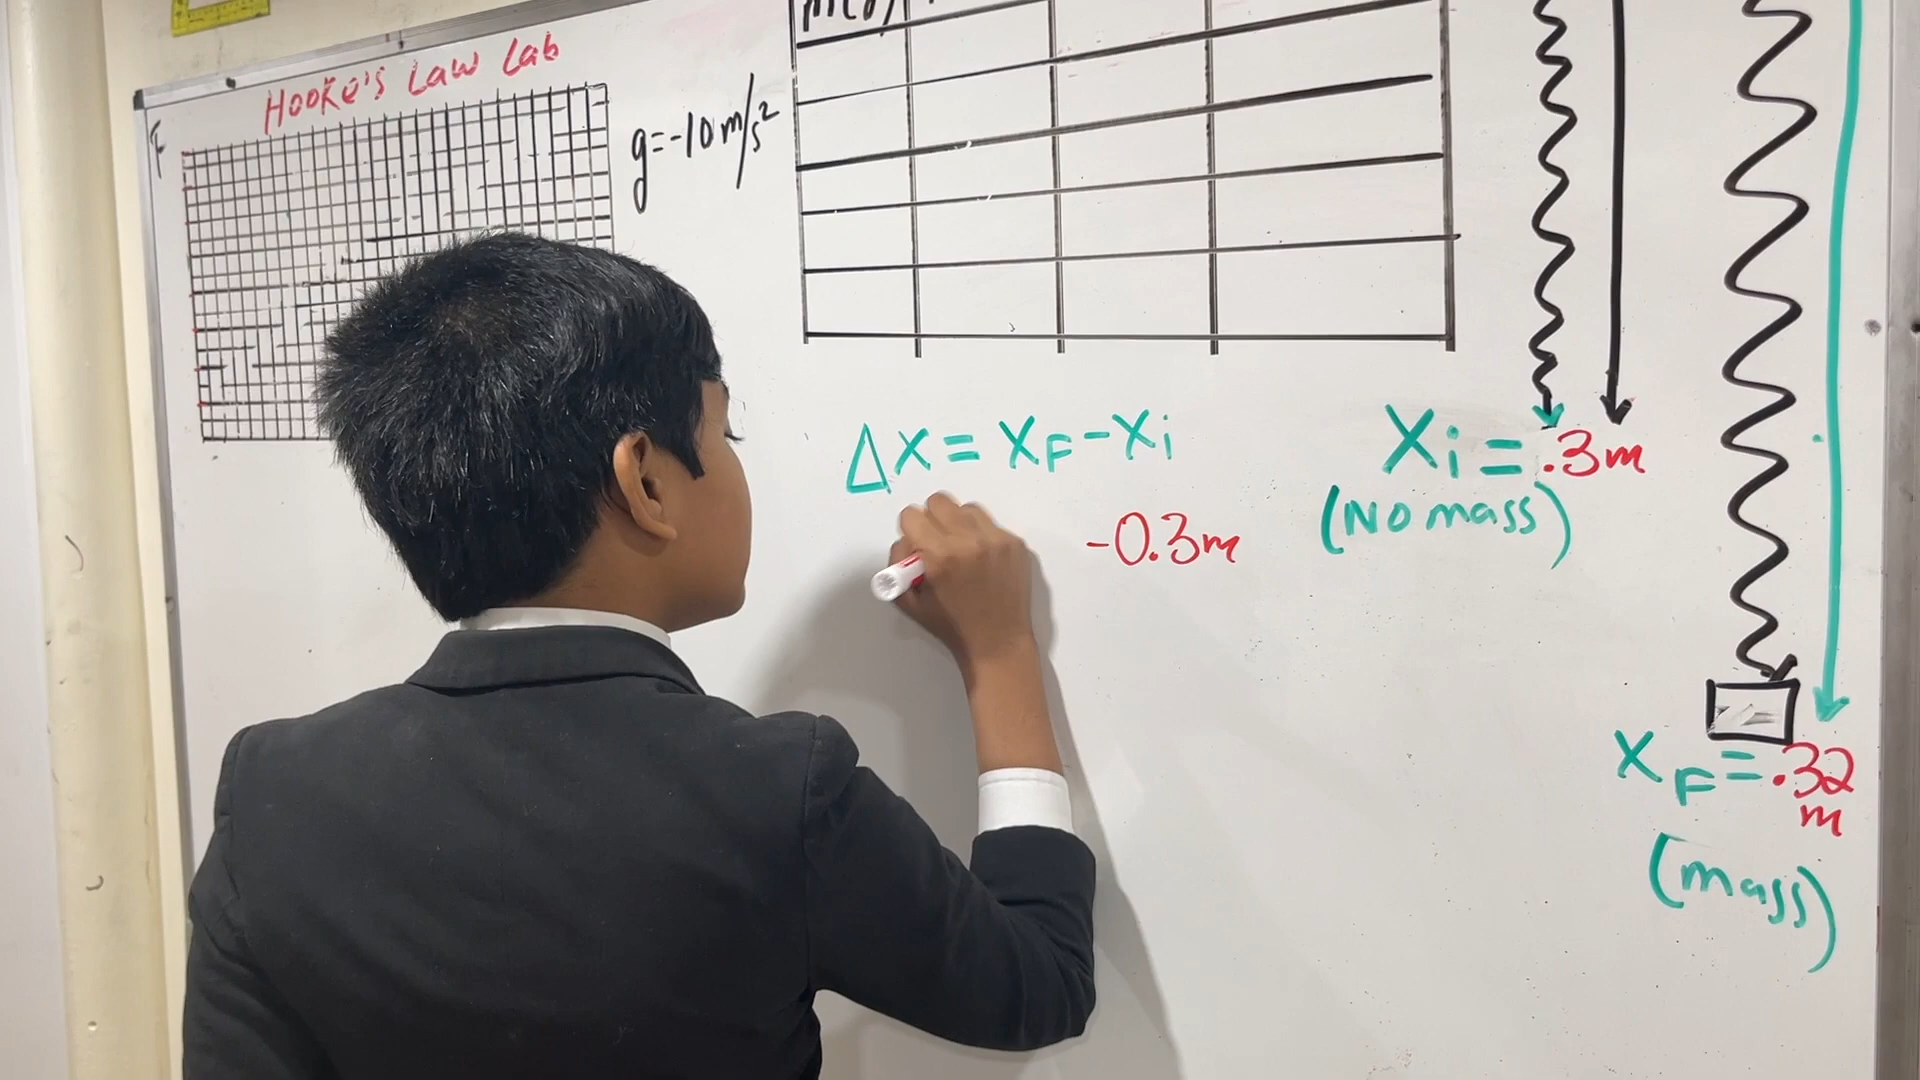 HOOKE'S LAW Lab
F
g=-10m/s²
m(g)
Δx = xF - xi
-0.3m
Xi = .3m
(NO mass)
XF = .32
m
(mass)